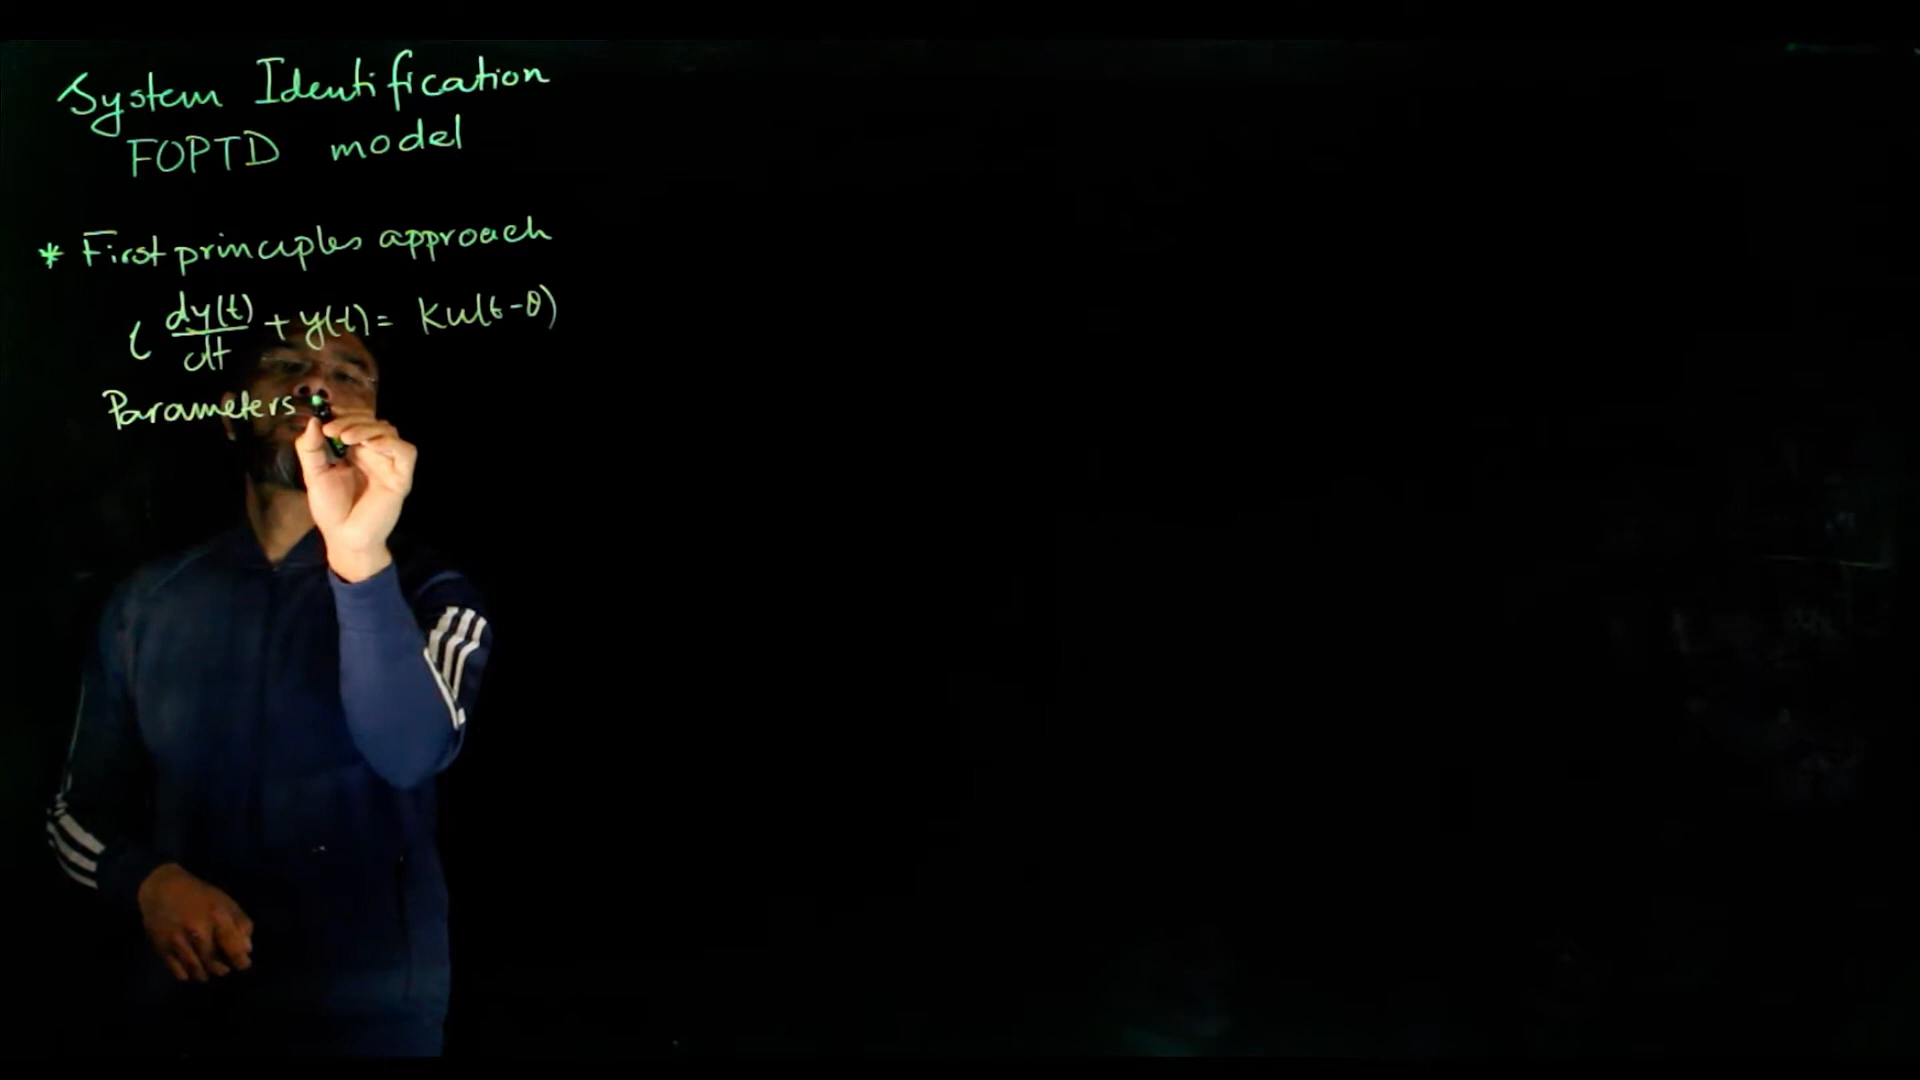 System Identification
FOPTD model
* First principles approach
τ dy(t)/dt + y(t) = Ku(t-θ)
Parameters :